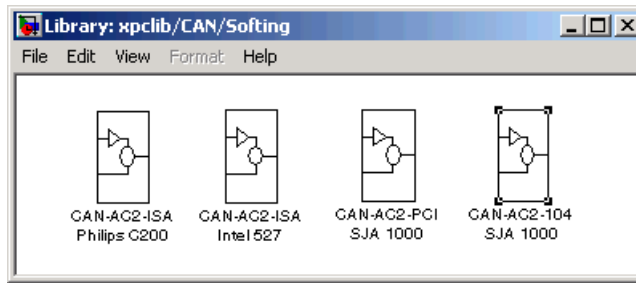 Library: xpclib/CAN/Softing
File Edit View Format Help
CAN-AC2-ISA CAN-AC2-ISA CAN-AC2-PCI CAN-AC2-104
Philips C200 Intel 527 SJA 1000 SJA 1000